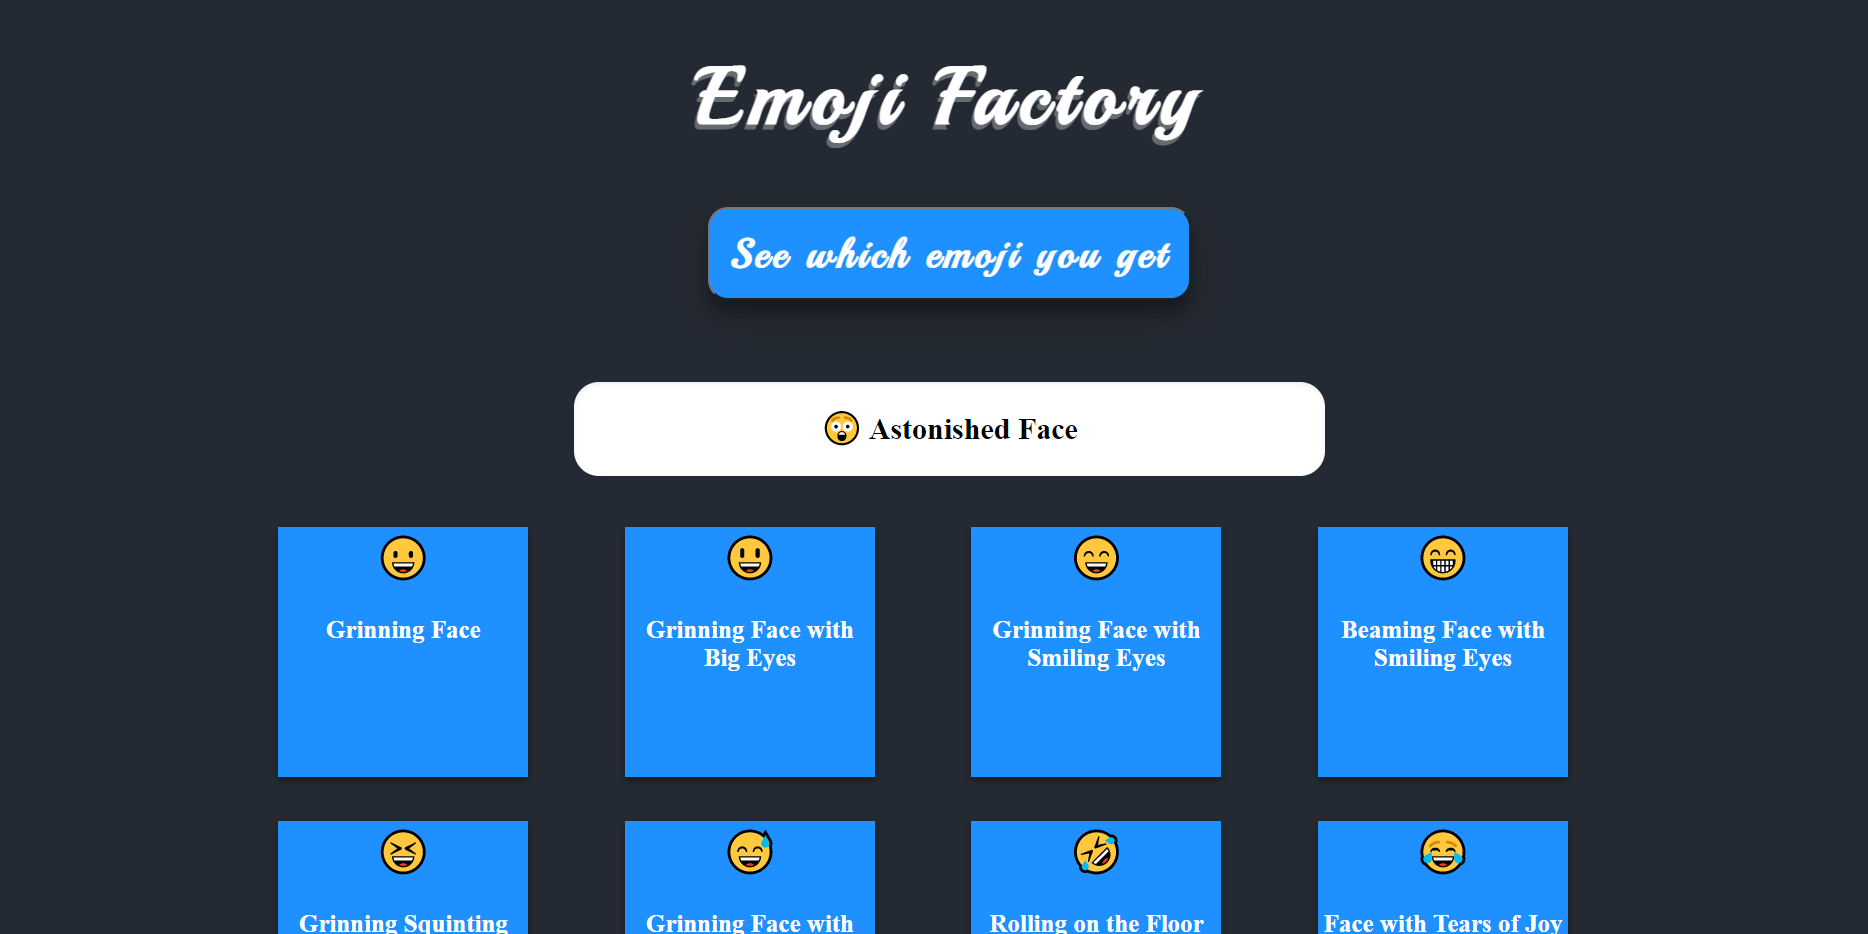 Emoji Factory
See which emoji you get
😲 Astonished Face
Grinning Face
Grinning Face with
Big Eyes
Grinning Face with
Smiling Eyes
Beaming Face with
Smiling Eyes
Grinning Squinting
Grinning Face with
Rolling on the Floor
Face with Tears of Joy